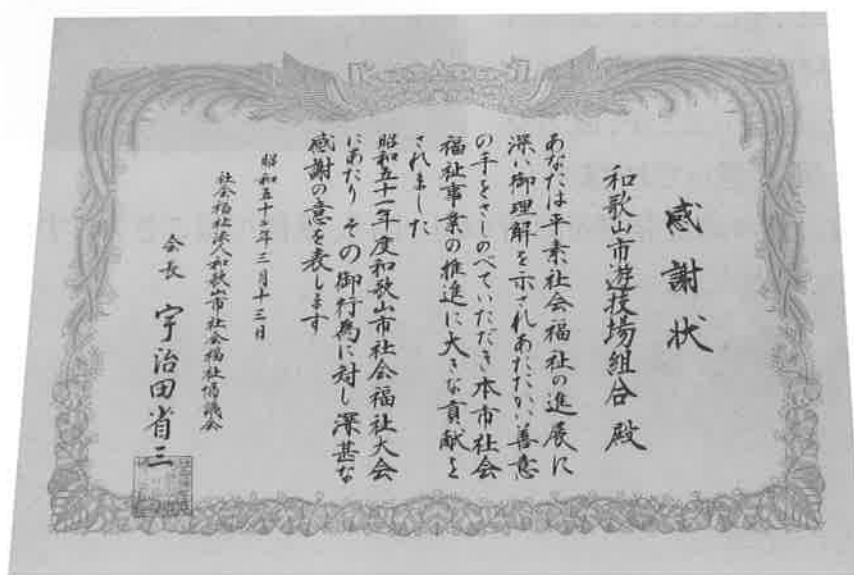 感謝状
和歌山市遊技場組合殿
あなたは平素社会福祉の進展に
深い御理解を示されあたたかい善意
の手をさしのべていただき本市社会
福祉事業の推進に大きな貢献を
されました
昭和五十一年度和歌山市社会福祉大会
にあたりその御行為に対し深甚な
感謝の意を表します
昭和五十二年三月十三日
社会福祉法人和歌山市社会福祉協議会
会長 宇治田省三